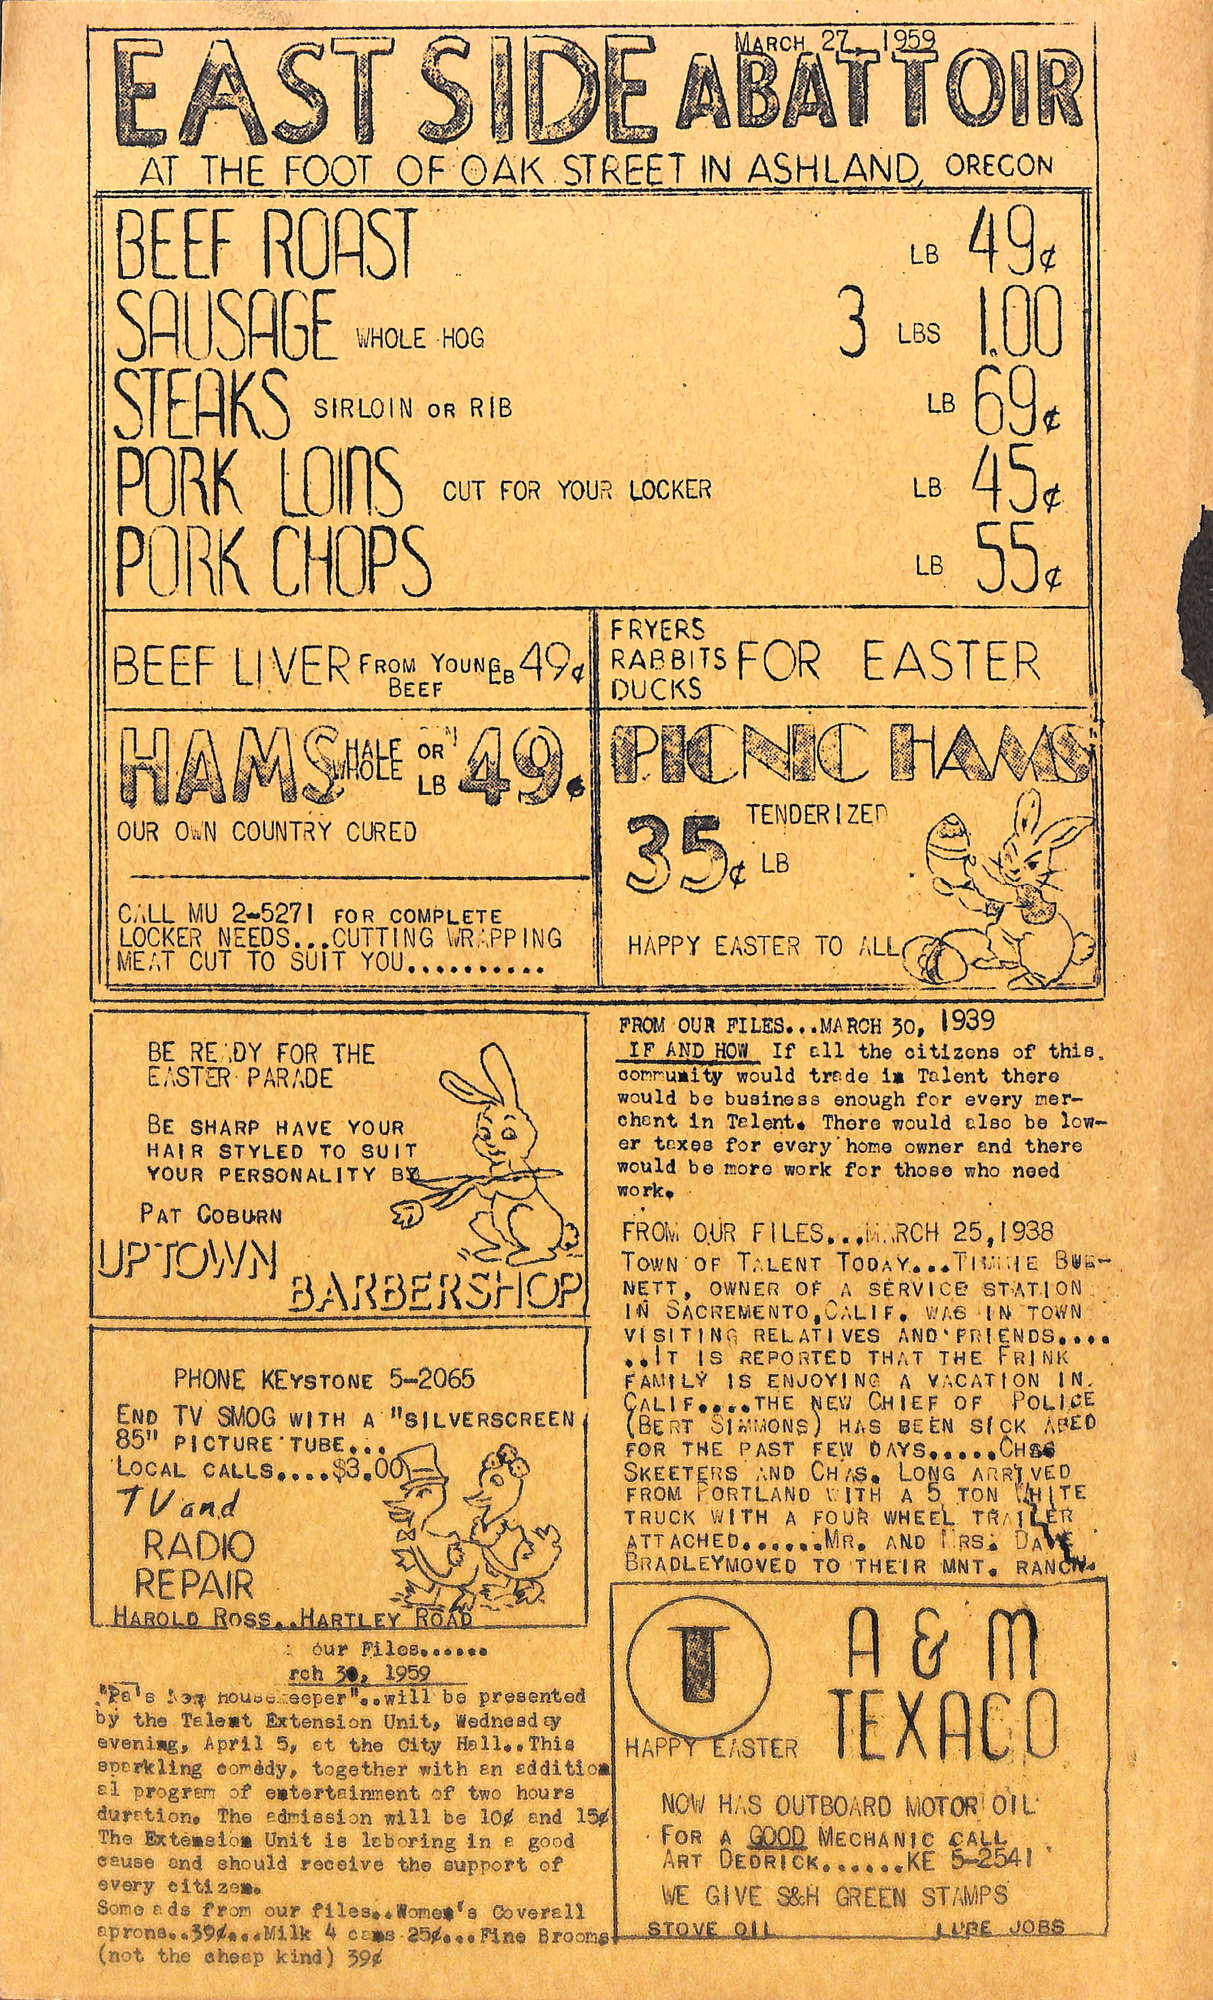 MARCH 27, 1959
EAST SIDE ABATTOIR
AT THE FOOT OF OAK STREET IN ASHLAND, OREGON
BEEF ROAST LB 49¢
SAUSAGE WHOLE HOG 3 LBS 1.00
STEAKS SIRLOIN OR RIB LB 69¢
PORK LOINS CUT FOR YOUR LOCKER LB 45¢
PORK CHOPS LB 55¢
BEEF LIVER FROM YOUNG BEEF LB 49¢
FRYERS
RABBITS FOR EASTER
DUCKS
HAMS HALF OR WHOLE LB 49¢
OUR OWN COUNTRY CURED
CALL MU 2-5271 FOR COMPLETE
LOCKER NEEDS...CUTTING WRAPPING
MEAT CUT TO SUIT YOU..........
PICNIC HAMS
TENDERIZED
35¢ LB
HAPPY EASTER TO ALL
BE READY FOR THE
EASTER PARADE
BE SHARP HAVE YOUR
HAIR STYLED TO SUIT
YOUR PERSONALITY BY
PAT COBURN
UPTOWN
BARBERSHOP
PHONE KEYSTONE 5-2065
END TV SMOG WITH A "SILVERSCREEN
85" PICTURE TUBE...
LOCAL CALLS....$3.00
TV and
RADIO
REPAIR
HAROLD ROSS..HARTLEY ROAD
our Files......
rch 30, 1959
"Pa's New Housekeeper"..will be presented
by the Talent Extension Unit, Wednesday
evening, April 5, at the City Hall..This
sparkling comedy, together with an addition
al program of entertainment of two hours
duration. The admission will be 10¢ and 15¢
The Extension Unit is laboring in a good
cause and should receive the support of
every citizen.
Some ads from our files..Women's Coverall
aprons..39¢...Milk 4 cans 25¢...Fine Brooms
(not the cheap kind) 39¢
FROM OUR FILES...MARCH 30, 1939
IF AND HOW If all the citizens of this
community would trade in Talent there
would be business enough for every mer-
chant in Talent. There would also be low-
er taxes for every home owner and there
would be more work for those who need
work.
FROM OUR FILES...MARCH 25,1938
TOWN OF TALENT TODAY...TIMMIE BUR-
NETT, OWNER OF A SERVICE STATION
IN SACREMENTO,CALIF. WAS IN TOWN
VISITING RELATIVES AND FRIENDS....
..IT IS REPORTED THAT THE FRINK
FAMILY IS ENJOYING A VACATION IN
CALIF....THE NEW CHIEF OF POLICE
(BERT SIMMONS) HAS BEEN SICK ABED
FOR THE PAST FEW DAYS.....CHAS
SKEETERS AND CHAS. LONG ARRIVED
FROM PORTLAND WITH A 5 TON WHITE
TRUCK WITH A FOUR WHEEL TRAILER
ATTACHED......MR. AND MRS. DAVE
BRADLEYMOVED TO THEIR MNT. RANCH.
T
A & M
TEXACO
HAPPY EASTER
NOW HAS OUTBOARD MOTOR OIL
FOR A GOOD MECHANIC CALL
ART DEDRICK......KE 5-2541
WE GIVE S&H GREEN STAMPS
STOVE OIL LUBE JOBS